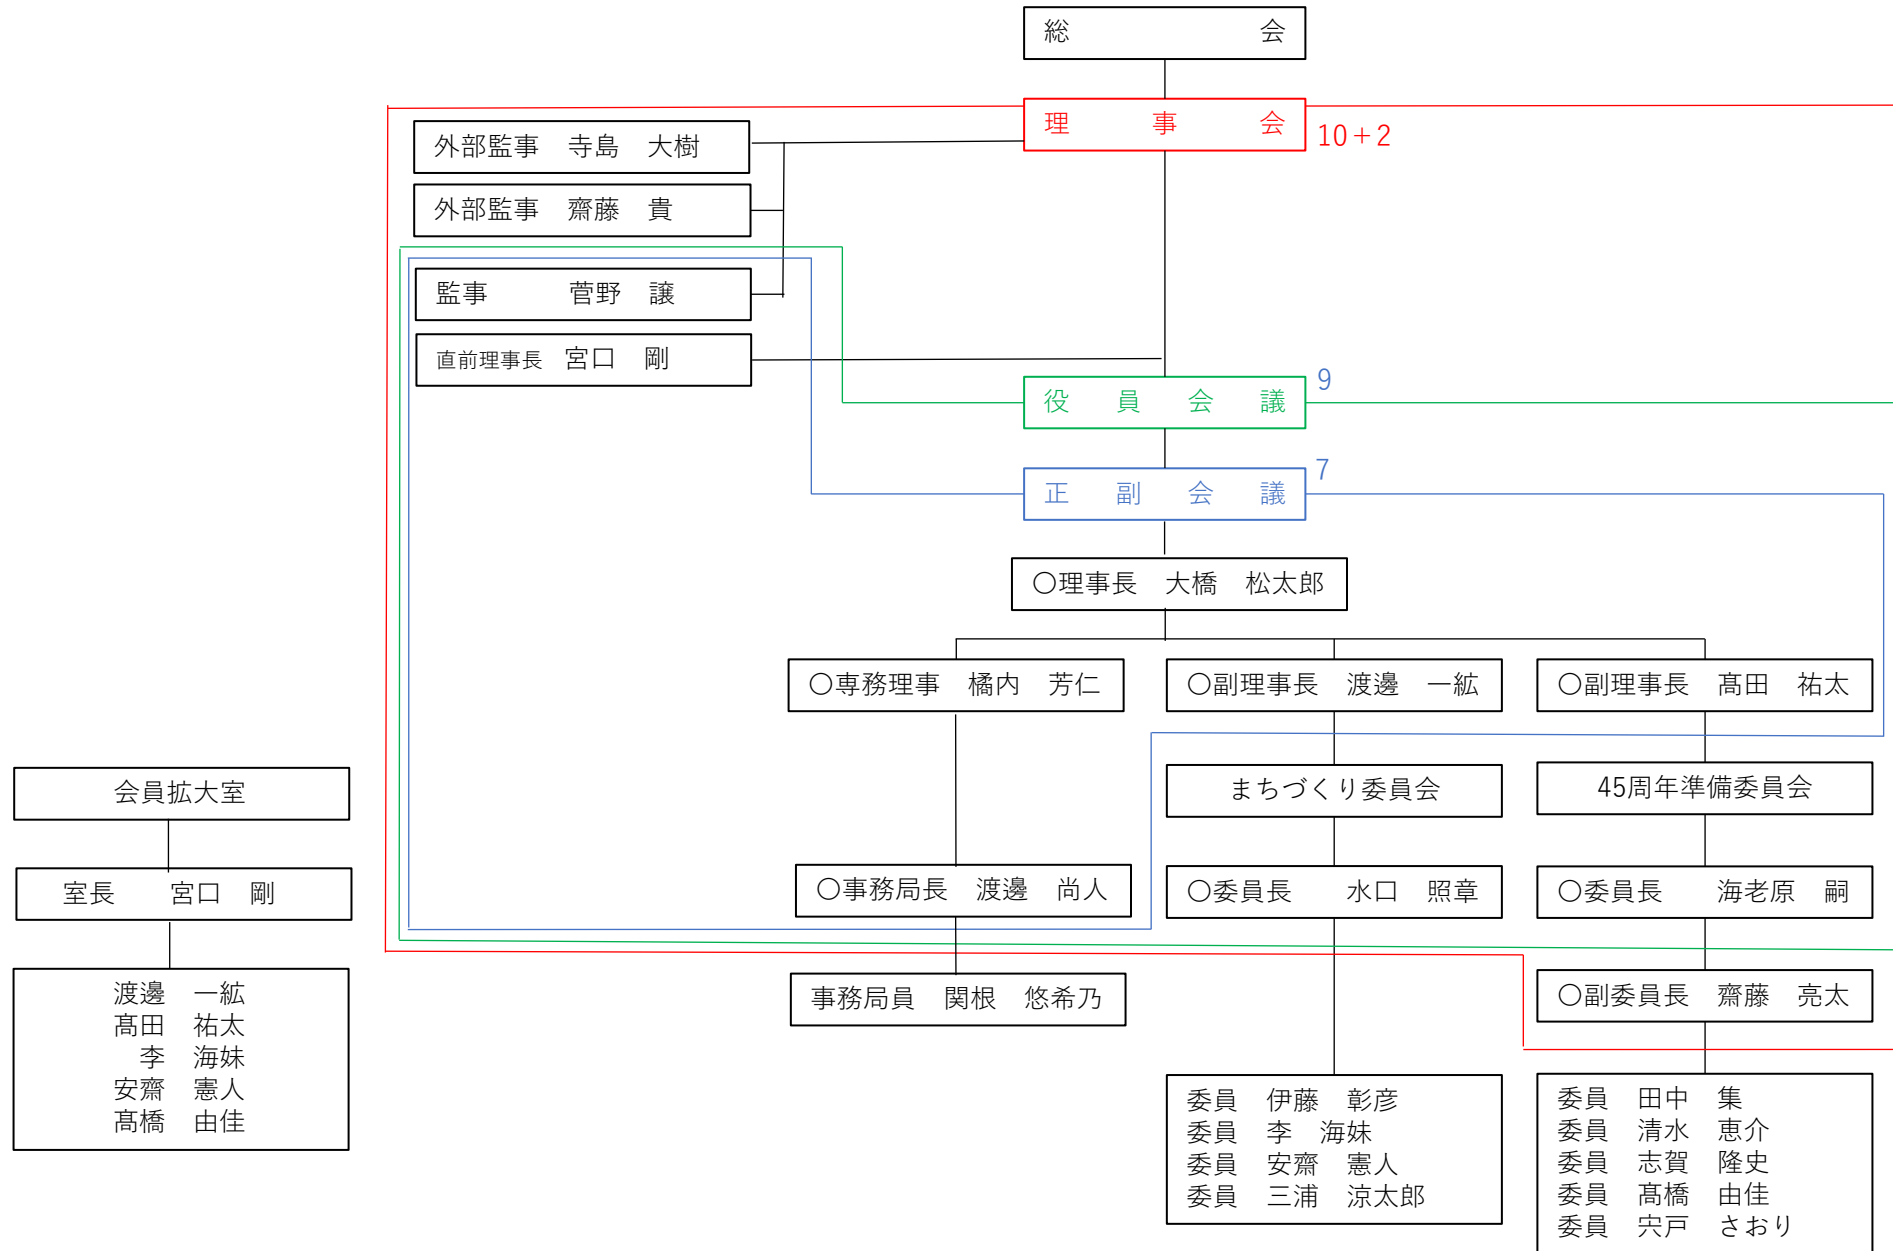 総　　　会
理　事　会
10+2
外部監事　寺島　大樹
外部監事　齋藤　貴
監事　　　菅野　譲
直前理事長　宮口　剛
役　員　会　議
9
正　副　会　議
7
〇理事長　大橋　松太郎
〇専務理事　橘内　芳仁
〇副理事長　渡邊　一紘
〇副理事長　髙田　祐太
会員拡大室
まちづくり委員会
45周年準備委員会
室長　　宮口　剛
〇事務局長　渡邊　尚人
〇委員長　　水口　照章
〇委員長　　海老原　嗣
渡邊　一紘
髙田　祐太
李　海妹
安齋　憲人
髙橋　由佳
事務局員　関根　悠希乃
〇副委員長　齋藤　亮太
委員　伊藤　彰彦
委員　李　海妹
委員　安齋　憲人
委員　三浦　涼太郎
委員　田中　集
委員　清水　恵介
委員　志賀　隆史
委員　髙橋　由佳
委員　宍戸　さおり